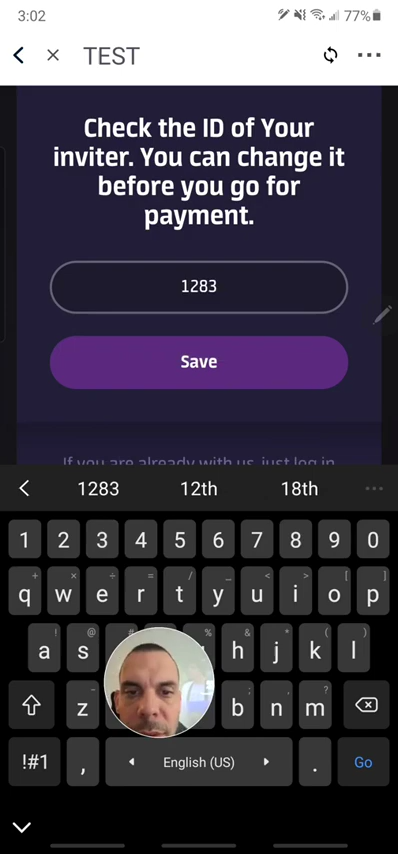 3:02
77%
TEST
Check the ID of Your
inviter. You can change it
before you go for
payment.
1283
Save
If you are already with us, just log in
1283 12th 18th
1 2 3 4 5 6 7 8 9 0
+ × ÷ = / _ < > [ ]
q w e r t y u i o p
! @ # % & * ( )
a s h j k l
- ; : ?
z b n m
!#1 , English (US) . Go